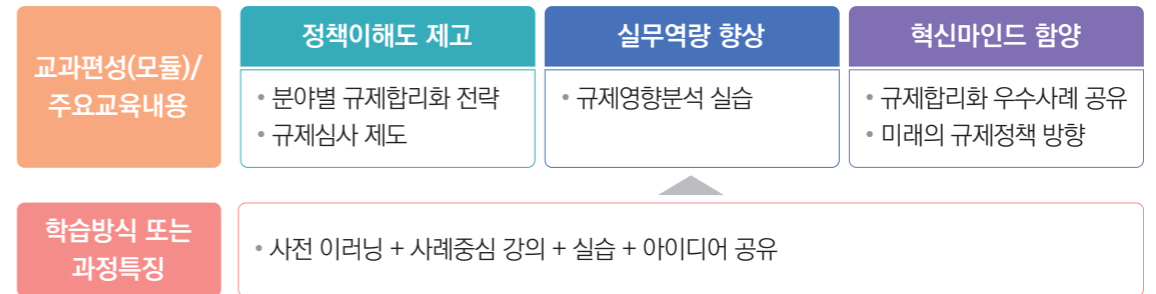 교과편성(모듈)/
주요교육내용
정책이해도 제고
• 분야별 규제합리화 전략
• 규제심사 제도
실무역량 향상
• 규제영향분석 실습
혁신마인드 함양
• 규제합리화 우수사례 공유
• 미래의 규제정책 방향
학습방식 또는
과정특징
• 사전 이러닝 + 사례중심 강의 + 실습 + 아이디어 공유